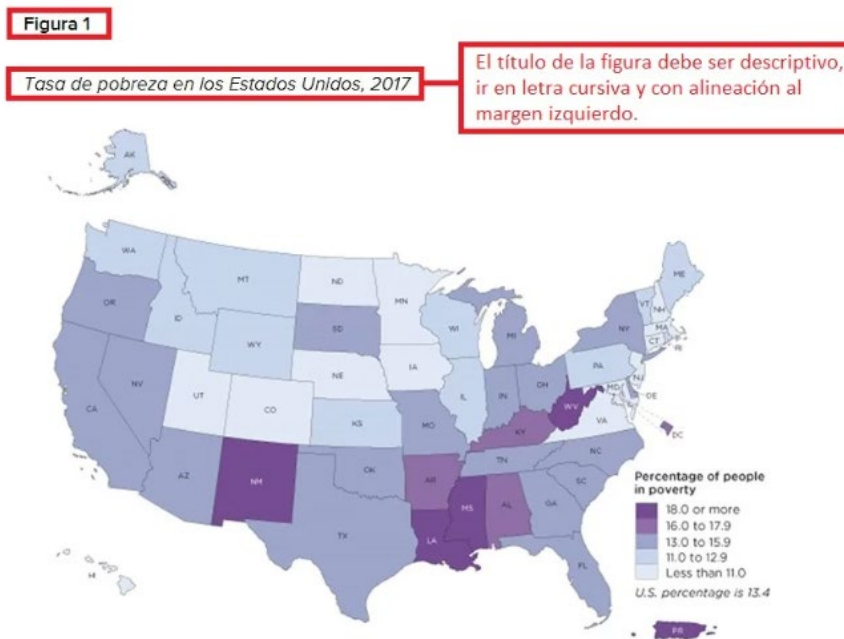 Figura 1
Tasa de pobreza en los Estados Unidos, 2017
El título de la figura debe ser descriptivo,
ir en letra cursiva y con alineación al
margen izquierdo.
AK
WA
MT
ND
MN
ME
OR
ID
WY
SD
WI
MI
NY
VT
NH
MA
CT
NV
UT
CO
NE
IA
IL
IN
OH
PA
NJ
MD
DE
CA
KS
MO
KY
WV
VA
DC
AZ
NM
OK
AR
TN
NC
SC
TX
LA
MS
AL
GA
FL
HI
PR
Percentage of people
in poverty
18.0 or more
16.0 to 17.9
13.0 to 15.9
11.0 to 12.9
Less than 11.0
U.S. percentage is 13.4